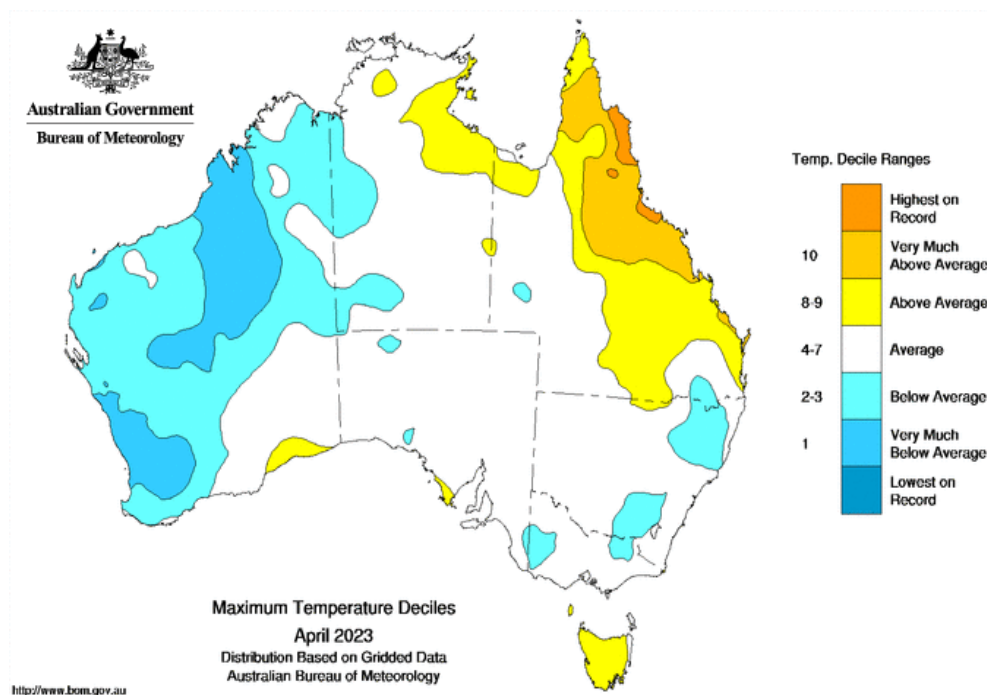 Australian Government
Bureau of Meteorology
Temp. Decile Ranges
Highest on
Record
10
Very Much
Above Average
8-9
Above Average
4-7
Average
2-3
Below Average
1
Very Much
Below Average
Lowest on
Record
Maximum Temperature Deciles
April 2023
Distribution Based on Gridded Data
Australian Bureau of Meteorology
http://www.bom.gov.au